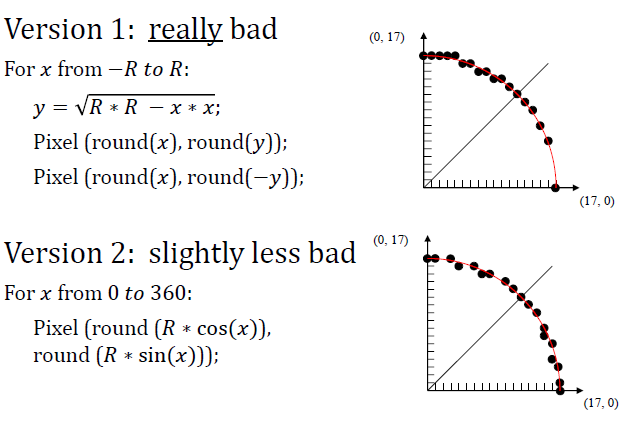 Version 1: really bad
For x from −R to R:
y = √R ∗ R − x ∗ x;
Pixel (round(x), round(y));
Pixel (round(x), round(−y));
(0, 17)
(17, 0)
Version 2: slightly less bad
For x from 0 to 360:
Pixel (round (R ∗ cos(x)),
round (R ∗ sin(x)));
(0, 17)
(17, 0)